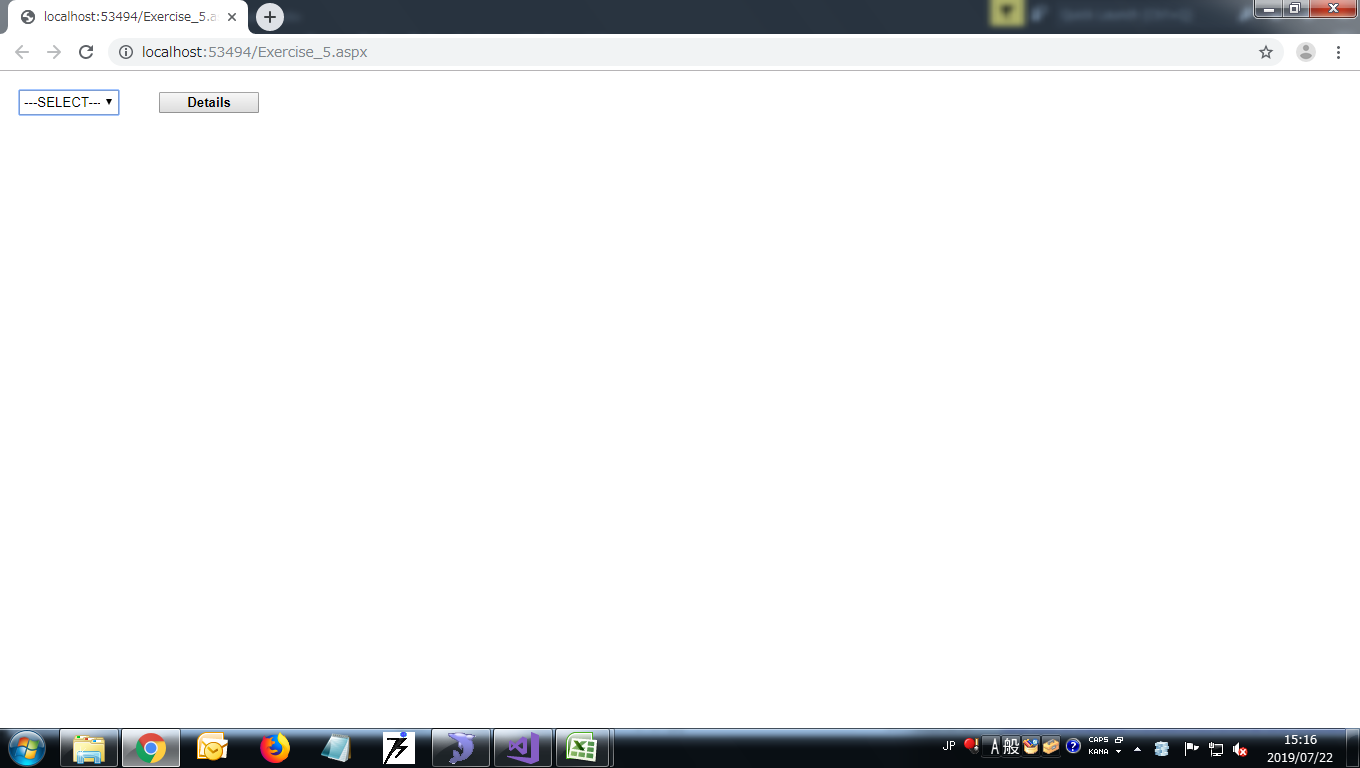 localhost:53494/Exercise_5.a
localhost:53494/Exercise_5.aspx
---SELECT---
Details
JP
A 般
CAPS
KANA
15:16
2019/07/22